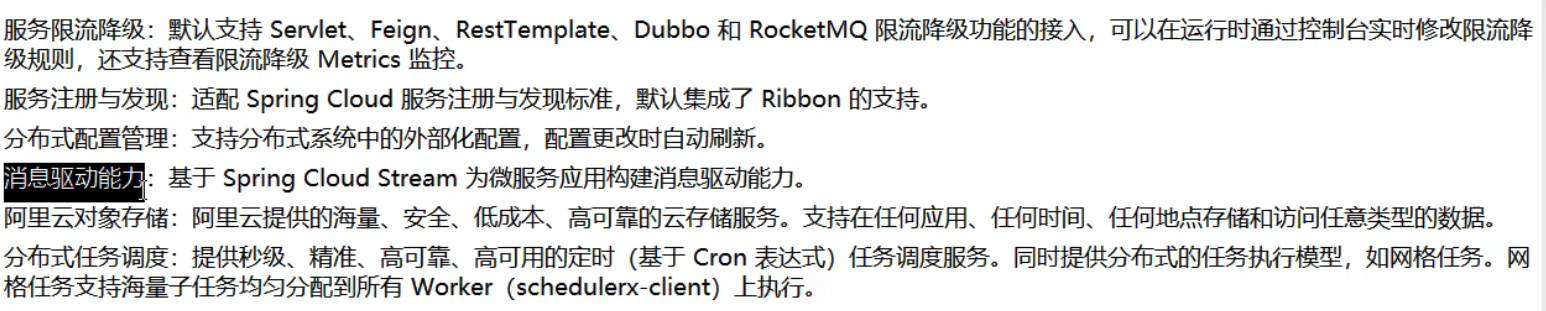 服务限流降级：默认支持 Servlet、Feign、RestTemplate、Dubbo 和 RocketMQ 限流降级功能的接入，可以在运行时通过控制台实时修改限流降
级规则，还支持查看限流降级 Metrics 监控。
服务注册与发现：适配 Spring Cloud 服务注册与发现标准，默认集成了 Ribbon 的支持。
分布式配置管理：支持分布式系统中的外部化配置，配置更改时自动刷新。
消息驱动能力：基于 Spring Cloud Stream 为微服务应用构建消息驱动能力。
阿里云对象存储：阿里云提供的海量、安全、低成本、高可靠的云存储服务。支持在任何应用、任何时间、任何地点存储和访问任意类型的数据。
分布式任务调度：提供秒级、精准、高可靠、高可用的定时（基于 Cron 表达式）任务调度服务。同时提供分布式的任务执行模型，如网格任务。网
格任务支持海量子任务均匀分配到所有 Worker（schedulerx-client）上执行。